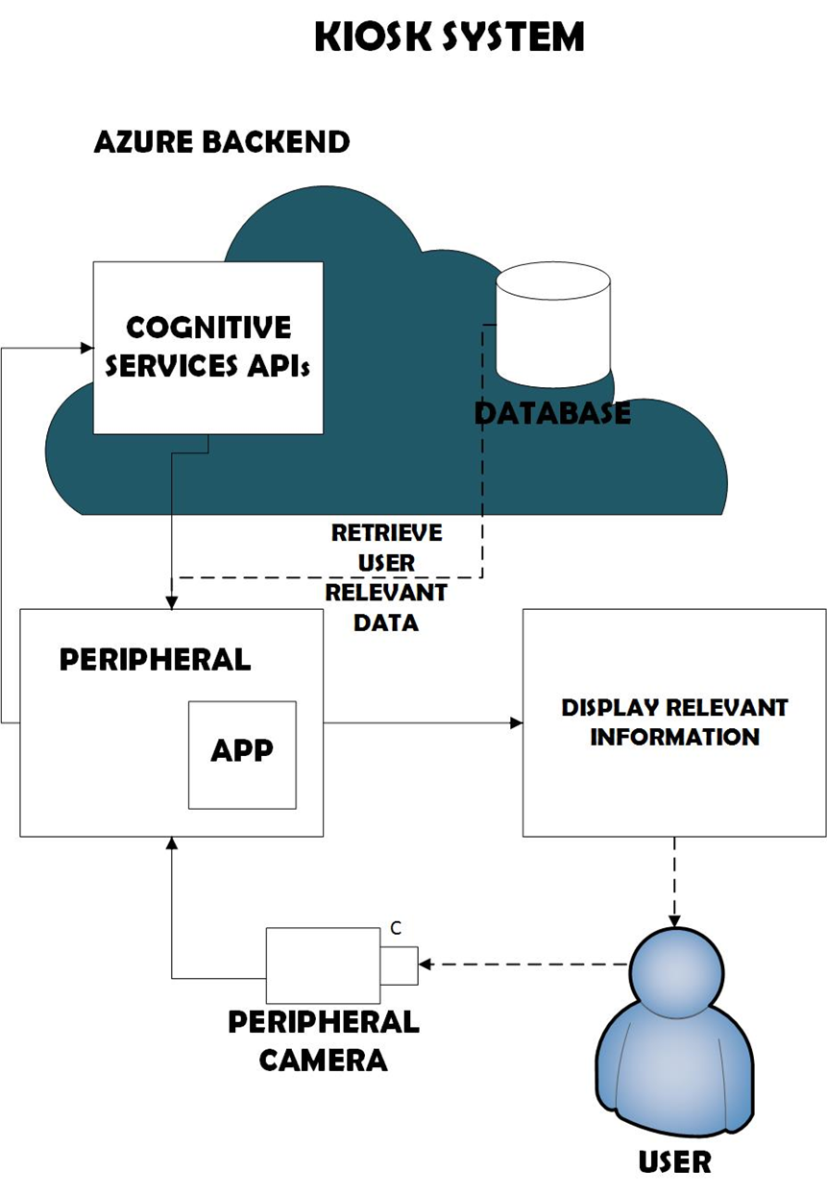 KIOSK SYSTEM
AZURE BACKEND
COGNITIVE
SERVICES APIs
DATABASE
RETRIEVE
USER
RELEVANT
DATA
PERIPHERAL
APP
DISPLAY RELEVANT
INFORMATION
C
PERIPHERAL
CAMERA
USER